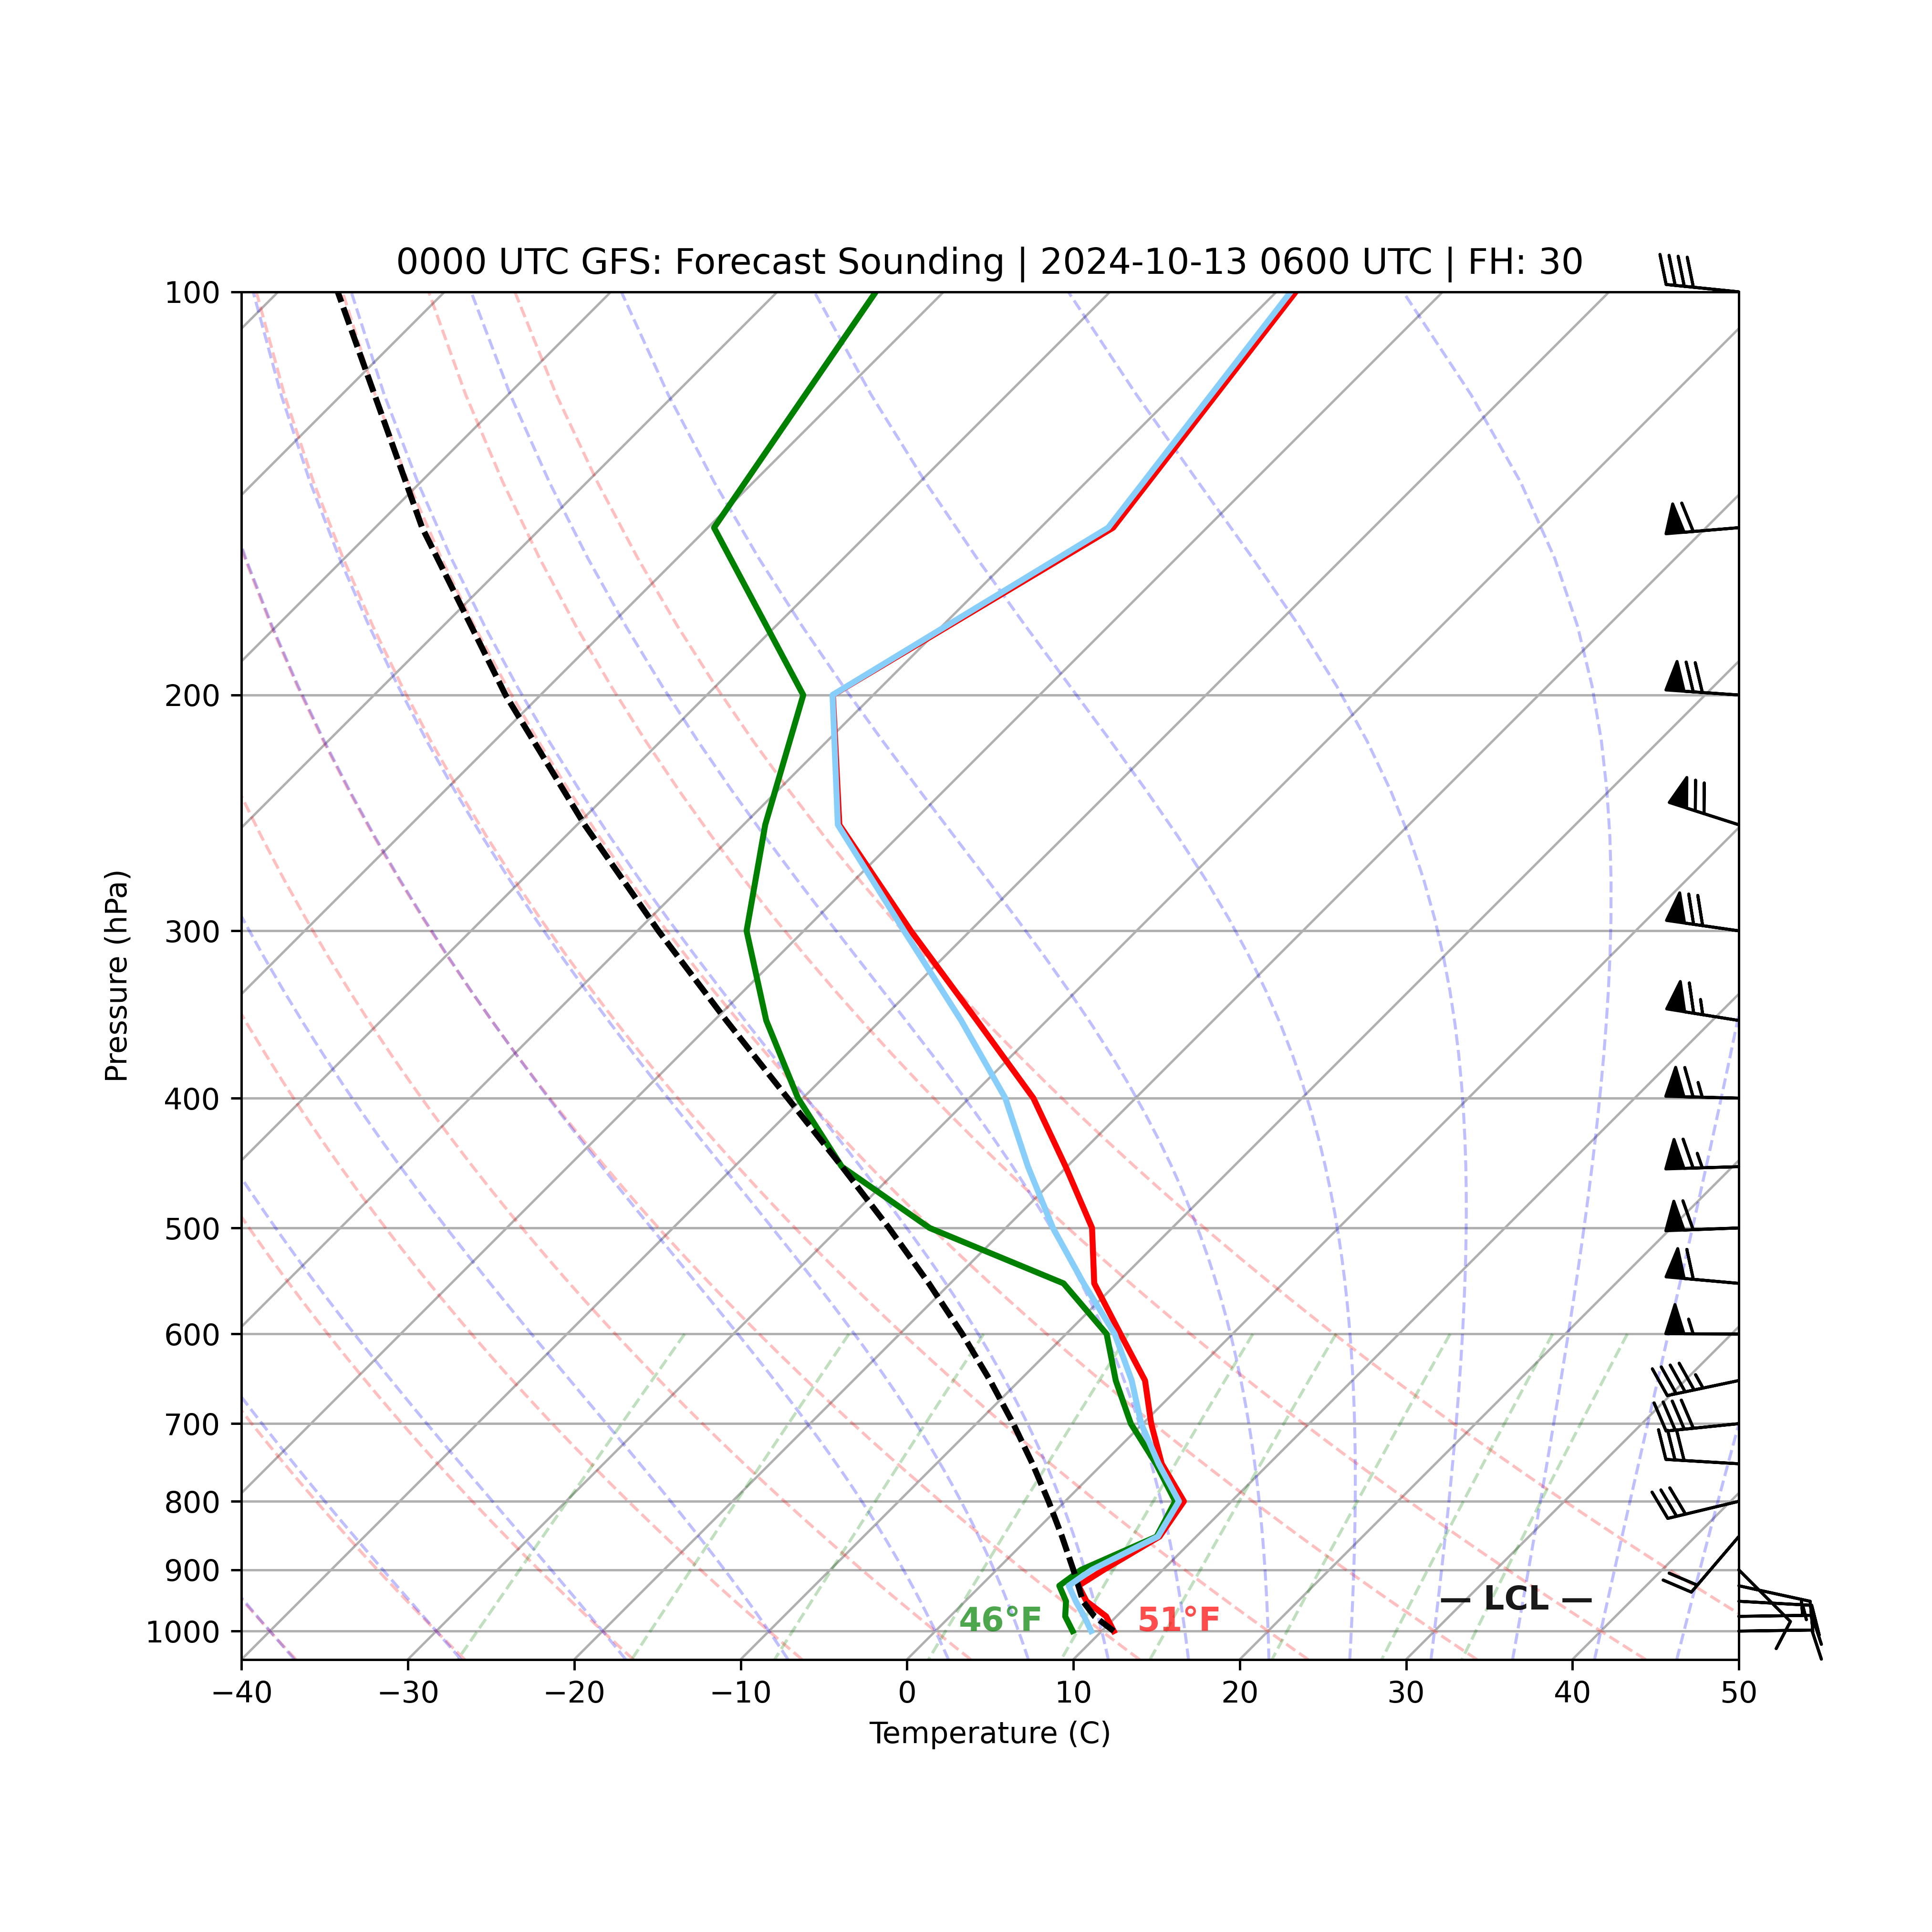 0000 UTC GFS: Forecast Sounding | 2024-10-13 0600 UTC | FH: 30
100
200
300
400
500
600
700
800
900
1000
Pressure (hPa)
— LCL —
46°F
51°F
−40 −30 −20 −10 0 10 20 30 40 50
Temperature (C)